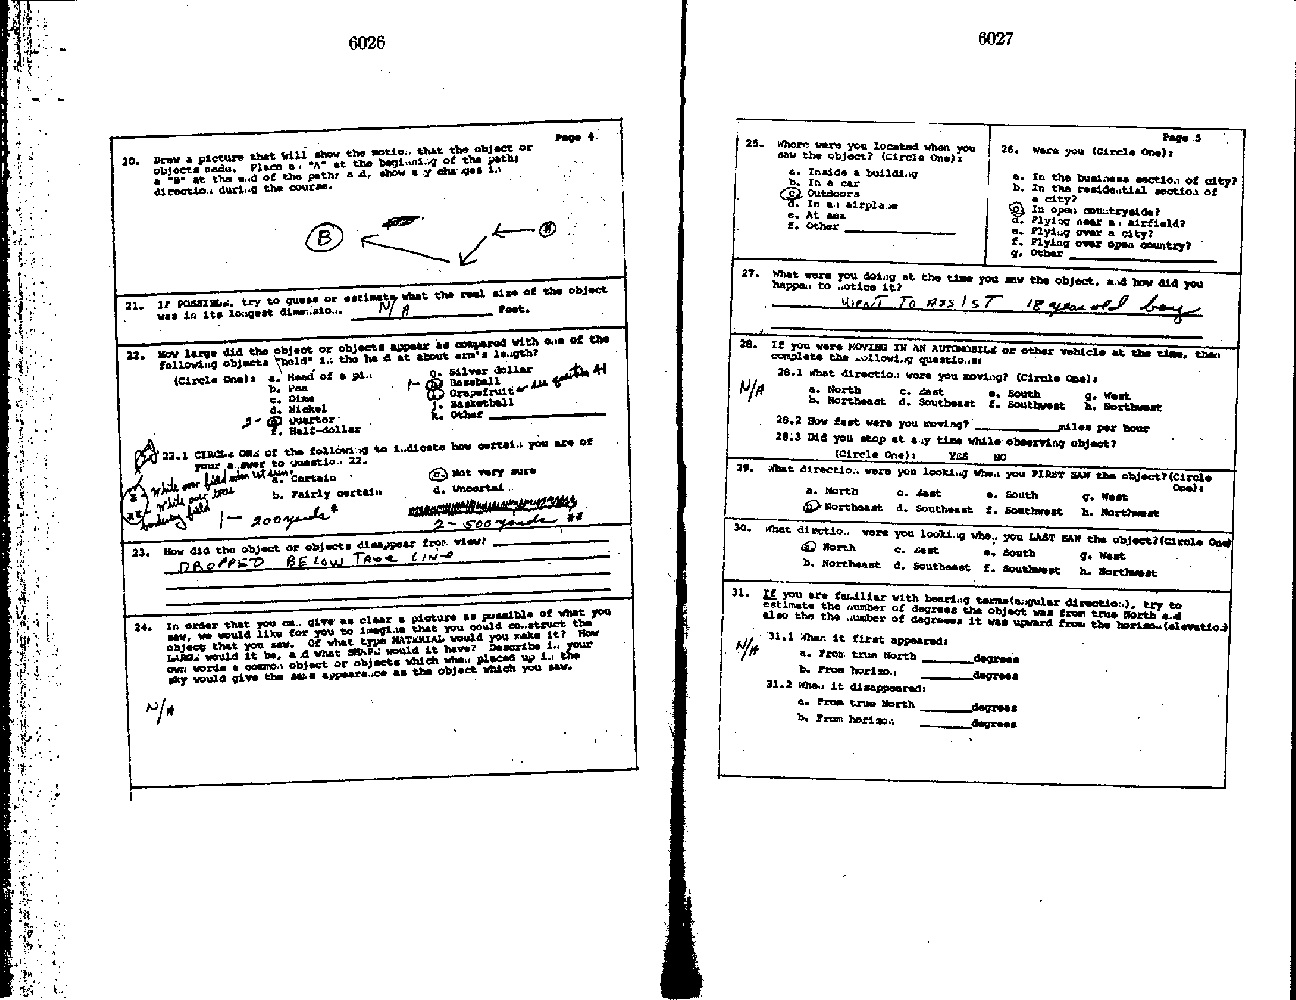 6026
Page 4
20. Draw a picture that will show the motion that the object or
objects made. Place an "A" at the beginning of the path;
a "B" at the end of the path; and, show any changes in
direction during the course.
B
21. If POSSIBLE, try to guess or estimate what the real size of the object
was in its longest dimension. N/A feet.
22. How large did the object or objects appear as compared with one of the
following objects "held" in the hand at about arm's length?
(Circle One): a. Head of a pin g. Silver dollar
b. Pea 1- h. Baseball
c. Dime i. Grapefruit
d. Nickel j. Basketball
2- e. Quarter k. Other
f. Half-dollar
22.1 CIRCLE ONE of the following to indicate how certain you are of
your answer to question 22.
a. Certain c. Not very sure
b. Fairly certain d. Uncertain
* while over field
** while over tree
bordering field
1- 200 yards*
2- 500 yards **
23. How did the object or objects disappear from view?
DROPPED BELOW TREE LINE
24. In order that you can give as clear a picture as possible of what you
saw, we would like for you to imagine that you could construct the
object that you saw. Of what type MATERIAL would you make it? How
LARGE would it be, and what SHAPE would it have? Describe in your
own words a common object or objects which when placed up in the
sky would give the same appearance as the object which you saw.
N/A
6027
Page 5
25. Where were you located when you
saw the object? (Circle One):
a. Inside a building
b. In a car
c. Outdoors
d. In an airplane
e. At sea
f. Other
26. Were you (Circle One):
a. In the business section of city?
b. In the residential section of
a city?
c. In open countryside?
d. Flying near an airfield?
e. Flying over a city?
f. Flying over open country?
g. Other
27. What were you doing at the time you saw the object, and how did you
happen to notice it?
WENT TO ASSIST 18 year old boy
28. If you were MOVING IN AN AUTOMOBILE or other vehicle at the time, then
complete the following questions:
28.1 What direction were you moving? (Circle One):
N/A
a. North c. East e. South g. West
b. Northeast d. Southeast f. Southwest h. Northwest
28.2 How fast were you moving? miles per hour
28.3 Did you stop at any time while observing object?
(Circle One): YES NO
29. What direction were you looking when you FIRST SAW the object?(Circle
One):
a. North c. East e. South g. West
b. Northeast d. Southeast f. Southwest h. Northwest
30. What direction were you looking when you LAST SAW the object?(Circle One
a. North c. East e. South g. West
b. Northeast d. Southeast f. Southwest h. Northwest
31. If you are familiar with bearing terms(angular direction), try to
estimate the number of degrees the object was from true North and
also the the number of degrees it was upward from the horizon(elevation)
31.1 When it first appeared:
N/A
a. From true North degrees
b. From horizon degrees
31.2 When it disappeared:
a. From true North degrees
b. From horizon degrees